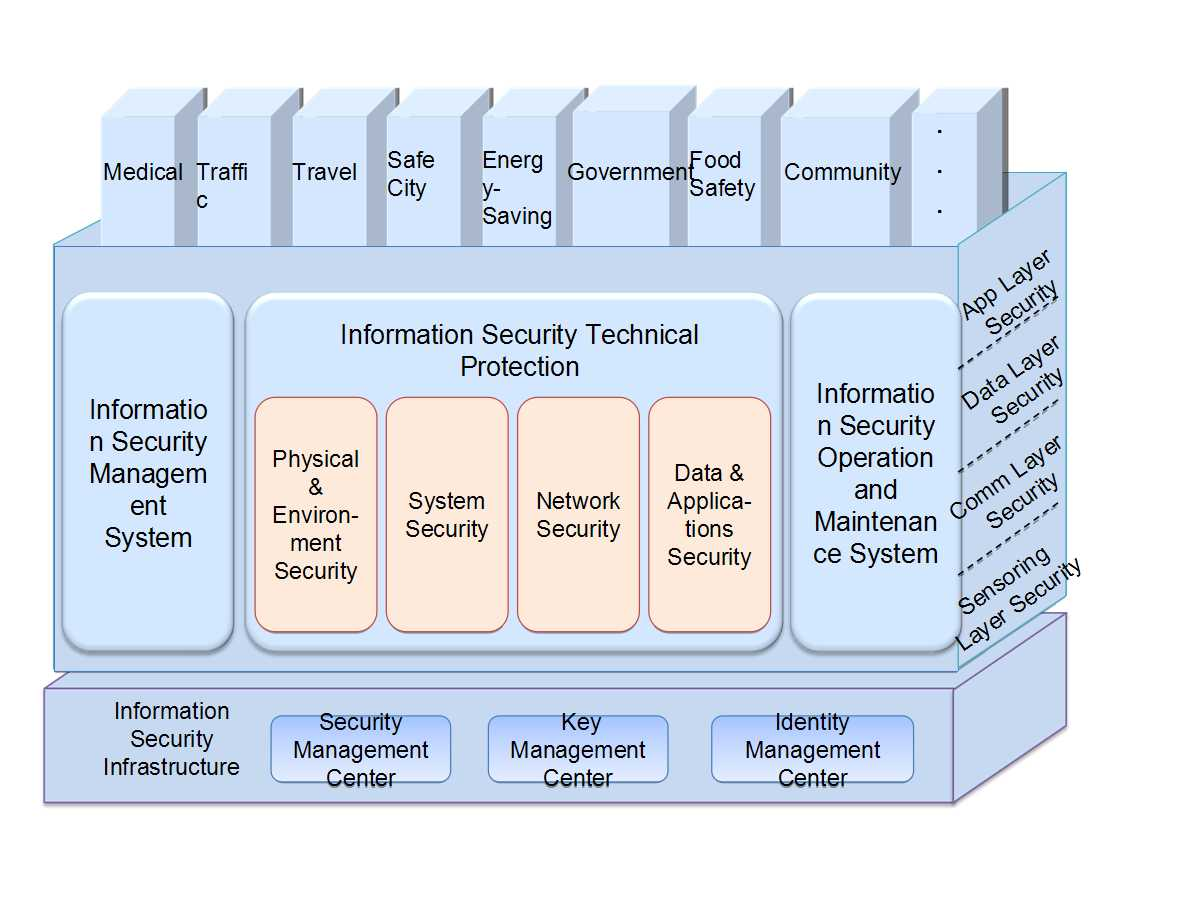 Medical
Traffi
c
Travel
Safe
City
Energ
y-
Saving
Government
Food
Safety
Community
.
.
.
App Layer
Security
Data Layer
Security
Comm Layer
Security
Sensoring
Layer Security
Informatio
n Security
Managem
ent
System
Information Security Technical
Protection
Physical
&
Environ-
ment
Security
System
Security
Network
Security
Data &
Applica-
tions
Security
Informatio
n Security
Operation
and
Maintenan
ce System
Information
Security
Infrastructure
Security
Management
Center
Key
Management
Center
Identity
Management
Center